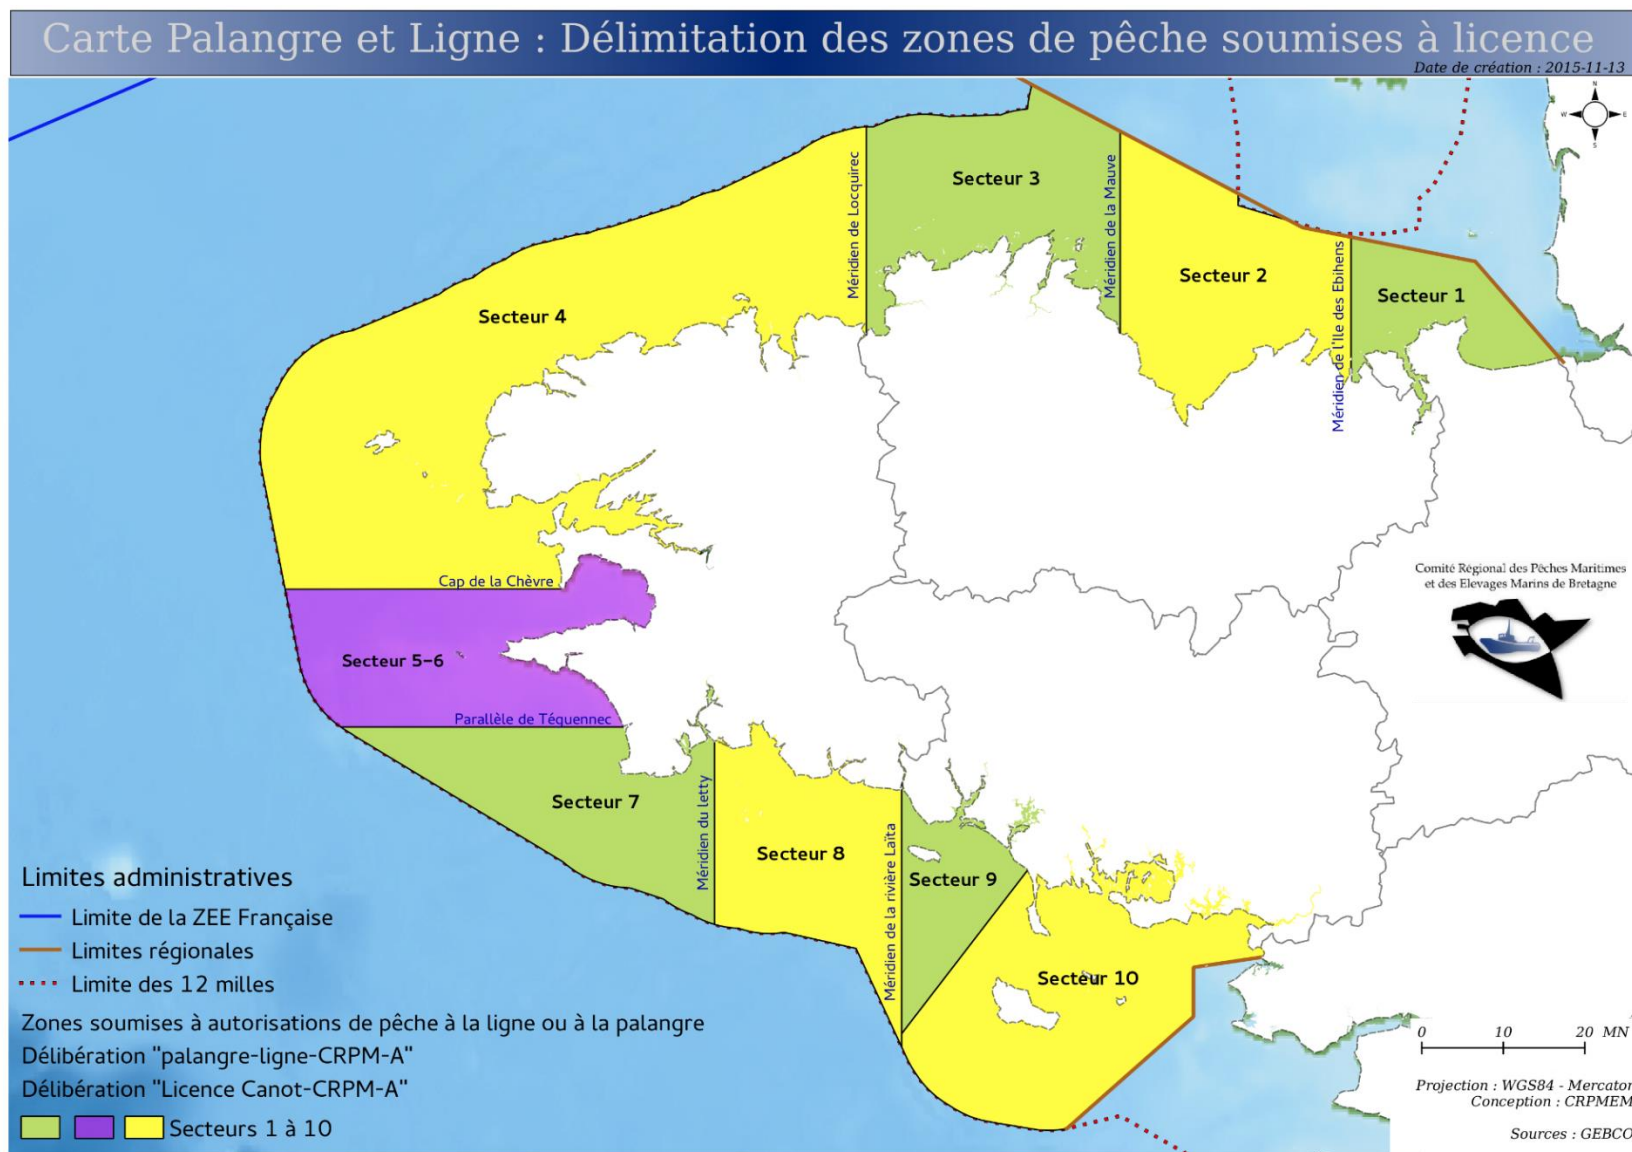 Carte Palangre et Ligne : Délimitation des zones de pêche soumises à licence
Date de création : 2015-11-13
N
W
E
S
Méridien de Locquirec
Secteur 3
Méridien de la Mauve
Secteur 2
Méridien de l'Ile des Ebihens
Secteur 1
Secteur 4
Cap de la Chèvre
Comité Régional des Pêches Maritimes
et des Elevages Marins de Bretagne
Secteur 5-6
Parallèle de Téguennec
Secteur 7
Méridien du letty
Secteur 8
Méridien de la rivière Laïta
Secteur 9
Secteur 10
Limites administratives
Limite de la ZEE Française
Limites régionales
Limite des 12 milles
Zones soumises à autorisations de pêche à la ligne ou à la palangre
Délibération "palangre-ligne-CRPM-A"
Délibération "Licence Canot-CRPM-A"
Secteurs 1 à 10
0 10 20 MN
Projection : WGS84 - Mercator
Conception : CRPMEM
Sources : GEBCO